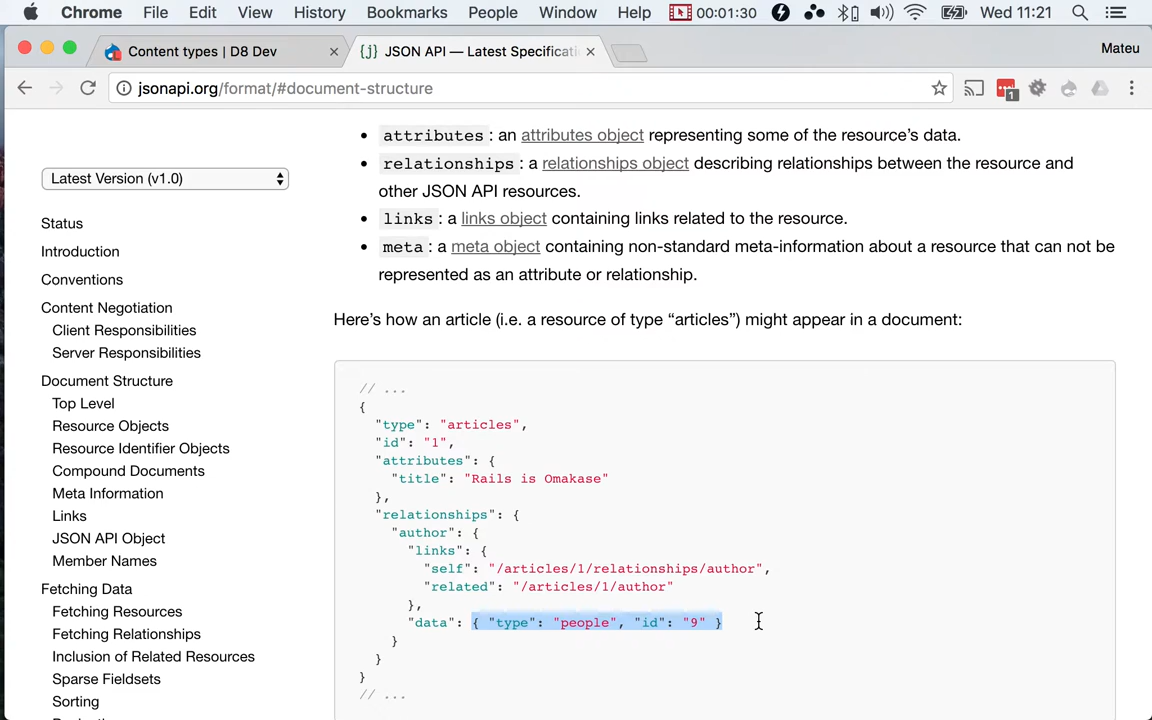 Chrome File Edit View History Bookmarks People Window Help 00:01:30 Wed 11:21
Content types | D8 Dev
{;} JSON API — Latest Specificati
Mateu
jsonapi.org/format/#document-structure
1
Latest Version (v1.0)
Status
Introduction
Conventions
Content Negotiation
Client Responsibilities
Server Responsibilities
Document Structure
Top Level
Resource Objects
Resource Identifier Objects
Compound Documents
Meta Information
Links
JSON API Object
Member Names
Fetching Data
Fetching Resources
Fetching Relationships
Inclusion of Related Resources
Sparse Fieldsets
Sorting
• attributes: an attributes object representing some of the resource’s data.
• relationships: a relationships object describing relationships between the resource and
other JSON API resources.
• links: a links object containing links related to the resource.
• meta: a meta object containing non-standard meta-information about a resource that can not be
represented as an attribute or relationship.
Here’s how an article (i.e. a resource of type “articles”) might appear in a document:
// ...
{
"type": "articles",
"id": "1",
"attributes": {
"title": "Rails is Omakase"
},
"relationships": {
"author": {
"links": {
"self": "/articles/1/relationships/author",
"related": "/articles/1/author"
},
"data": { "type": "people", "id": "9" }
}
}
}
// ...